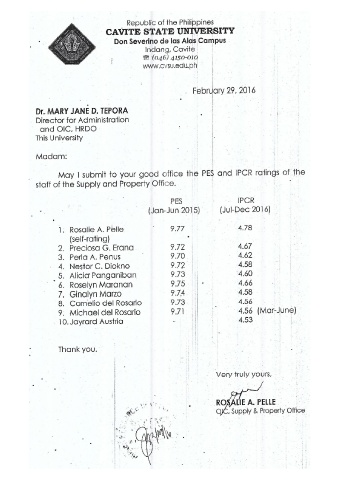 Republic of the Philippines
CAVITE STATE UNIVERSITY
Don Severino de las Alas Campus
Indang, Cavite
☎ (046) 4150-010
www.cvsu.edu.ph
February 29, 2016
Dr. MARY JANE D. TEPORA
Director for Administration
and OIC, HRDO
This University
Madam:
May I submit to your good office the PES and IPCR ratings of the
staff of the Supply and Property Office.
PES IPCR
(Jan-Jun 2015) (Jul-Dec 2016)
1. Rosalie A. Pelle 9.77 4.78
(self-rating)
2. Preciosa G. Erana 9.72 4.67
3. Perla A. Penus 9.70 4.62
4. Nestor C. Diokno 9.72 4.58
5. Alicia Panganiban 9.73 4.60
6. Roselyn Maranan 9.75 4.66
7. Ginalyn Marzo 9.74 4.58
8. Camelio del Rosario 9.73 4.56
9. Michael del Rosario 9.71 4.56 (Mar-June)
10. Jayrard Austria - 4.53
Thank you.
Very truly yours,
ROSALIE A. PELLE
OIC, Supply & Property Office